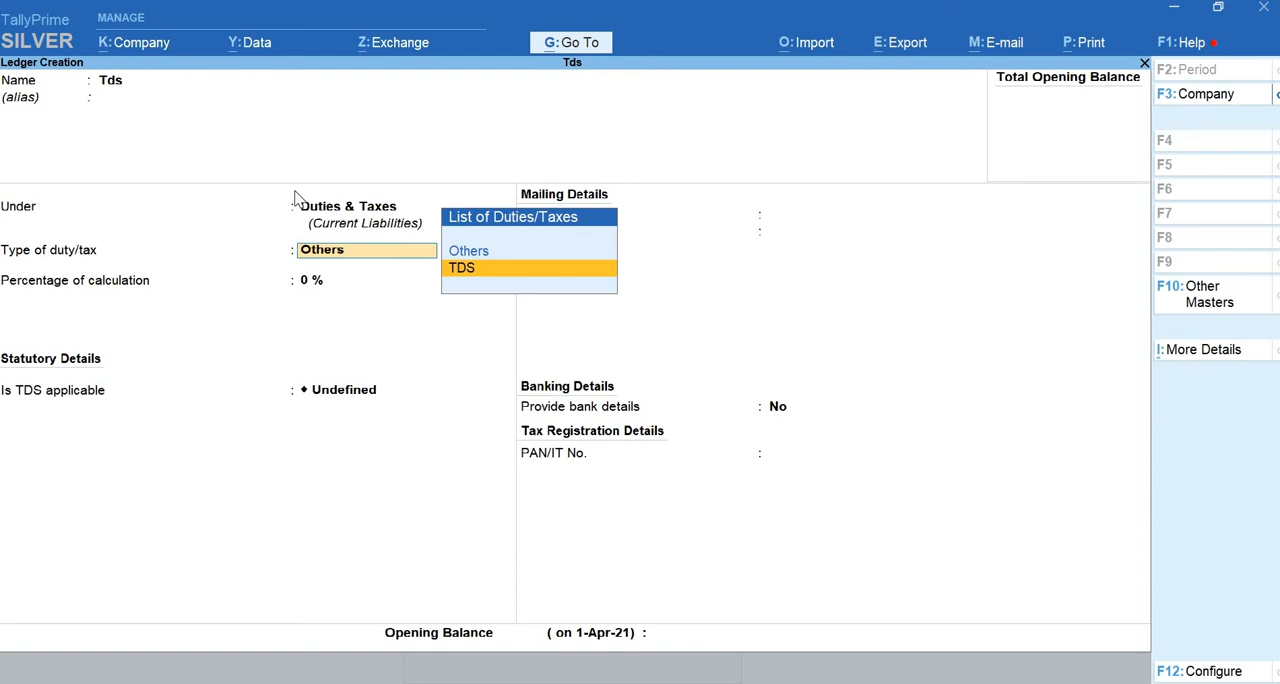 TallyPrime
MANAGE
SILVER
K:Company
Y:Data
Z:Exchange
G:Go To
O:Import
E:Export
M:E-mail
P:Print
F1:Help
Ledger Creation
Tds
Name : Tds
(alias) :
Total Opening Balance
Under : Duties & Taxes
(Current Liabilities)
Type of duty/tax : Others
Percentage of calculation : 0 %
List of Duties/Taxes
Others
TDS
Statutory Details
Is TDS applicable : ♦ Undefined
Mailing Details
:
:
Banking Details
Provide bank details : No
Tax Registration Details
PAN/IT No. :
Opening Balance ( on 1-Apr-21) :
F2:Period
F3:Company
F4
F5
F6
F7
F8
F9
F10:Other
Masters
I:More Details
F12:Configure